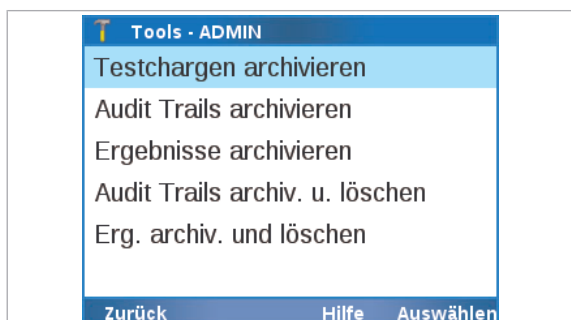 Tools - ADMIN
Testchargen archivieren
Audit Trails archivieren
Ergebnisse archivieren
Audit Trails archiv. u. löschen
Erg. archiv. und löschen
Zurück Hilfe Auswählen